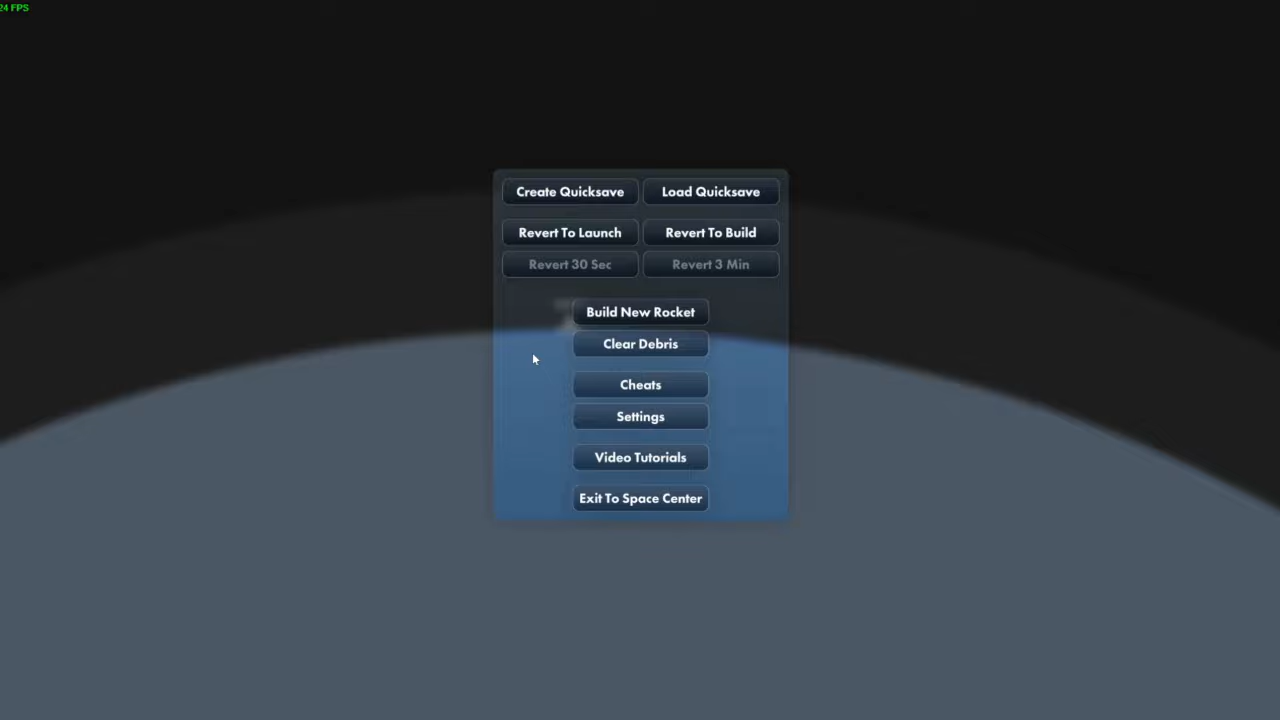 24 FPS
Create Quicksave Load Quicksave
Revert To Launch Revert To Build
Revert 30 Sec Revert 3 Min
Build New Rocket
Clear Debris
Cheats
Settings
Video Tutorials
Exit To Space Center